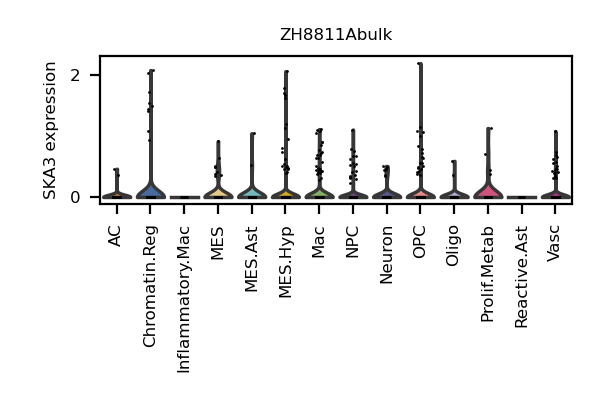 ZH8811Abulk
SKA3 expression
2
0
AC
Chromatin.Reg
Inflammatory.Mac
MES
MES.Ast
MES.Hyp
Mac
NPC
Neuron
OPC
Oligo
Prolif.Metab
Reactive.Ast
Vasc